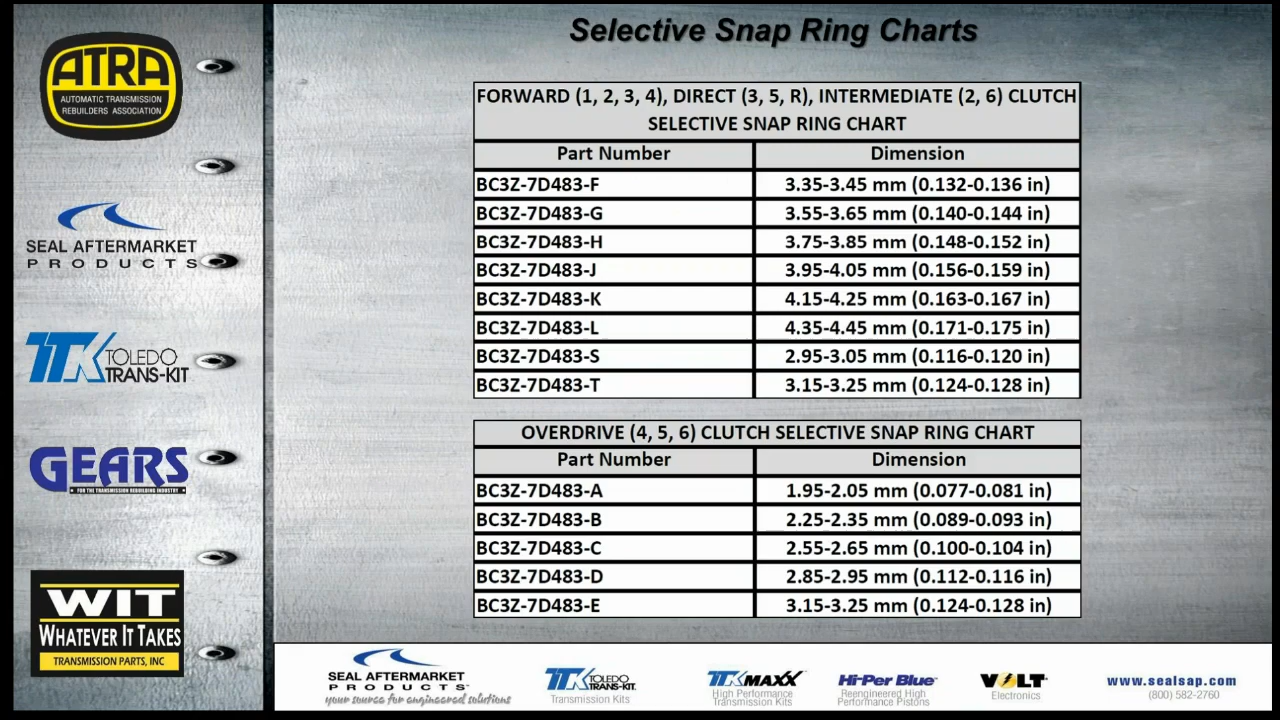 Selective Snap Ring Charts
ATRA
AUTOMATIC TRANSMISSION
REBUILDERS ASSOCIATION
SEAL AFTERMARKET
PRODUCTS
TTK TOLEDO
TRANS-KIT
GEARS
FOR THE TRANSMISSION REBUILDING INDUSTRY
WIT
WHATEVER IT TAKES
TRANSMISSION PARTS, INC
FORWARD (1, 2, 3, 4), DIRECT (3, 5, R), INTERMEDIATE (2, 6) CLUTCH
SELECTIVE SNAP RING CHART
Part Number Dimension
BC3Z-7D483-F 3.35-3.45 mm (0.132-0.136 in)
BC3Z-7D483-G 3.55-3.65 mm (0.140-0.144 in)
BC3Z-7D483-H 3.75-3.85 mm (0.148-0.152 in)
BC3Z-7D483-J 3.95-4.05 mm (0.156-0.159 in)
BC3Z-7D483-K 4.15-4.25 mm (0.163-0.167 in)
BC3Z-7D483-L 4.35-4.45 mm (0.171-0.175 in)
BC3Z-7D483-S 2.95-3.05 mm (0.116-0.120 in)
BC3Z-7D483-T 3.15-3.25 mm (0.124-0.128 in)
OVERDRIVE (4, 5, 6) CLUTCH SELECTIVE SNAP RING CHART
Part Number Dimension
BC3Z-7D483-A 1.95-2.05 mm (0.077-0.081 in)
BC3Z-7D483-B 2.25-2.35 mm (0.089-0.093 in)
BC3Z-7D483-C 2.55-2.65 mm (0.100-0.104 in)
BC3Z-7D483-D 2.85-2.95 mm (0.112-0.116 in)
BC3Z-7D483-E 3.15-3.25 mm (0.124-0.128 in)
SEAL AFTERMARKET
PRODUCTS
your source for engineered solutions
TTK TOLEDO
TRANS-KIT
Transmission Kits
TTK MAXX
High Performance
Transmission Kits
Hi-Per Blue
Reengineered High
Performance Pistons
VOLT
Electronics
www.sealsap.com
(800) 582-2760